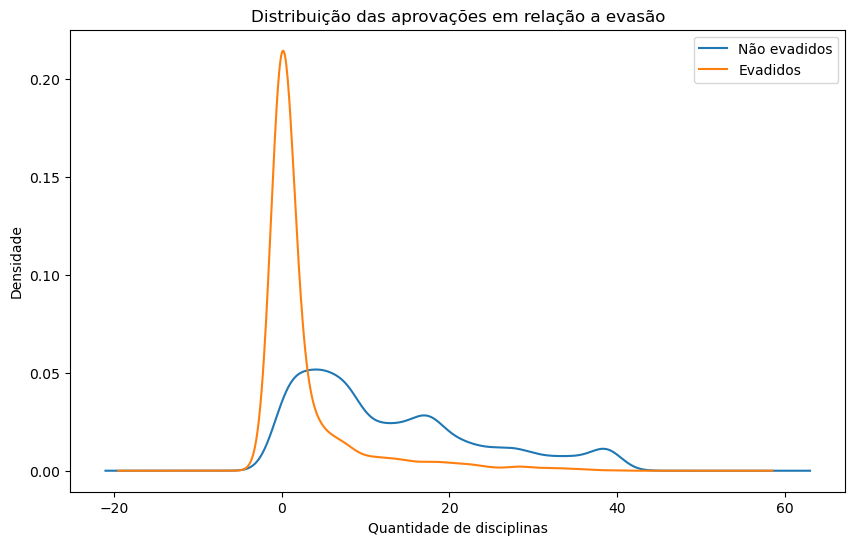 Distribuição das aprovações em relação a evasão
Não evadidos
Evadidos
0.20
0.15
0.10
0.05
0.00
Densidade
−20
0
20
40
60
Quantidade de disciplinas